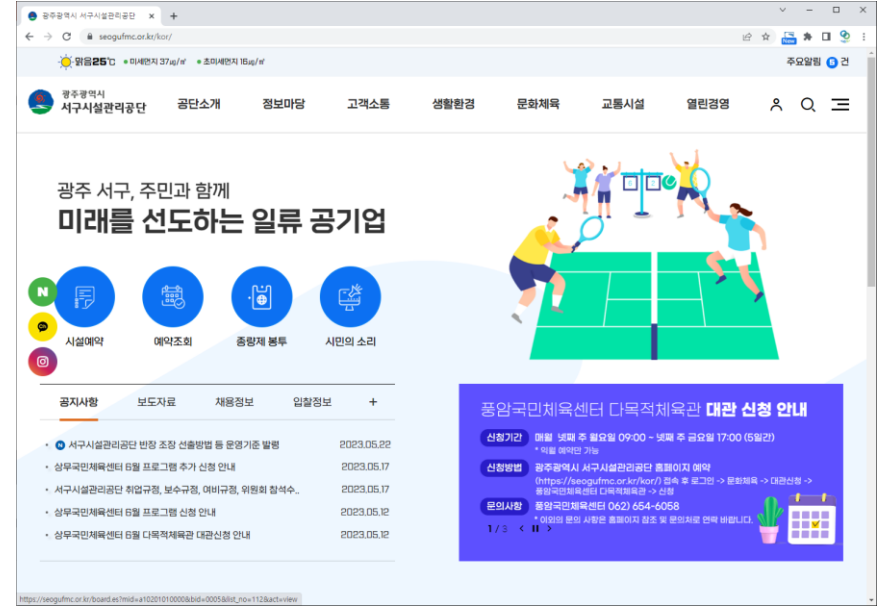 광주광역시 서구시설관리공단
seogufmc.or.kr/kor/
New
맑음25℃ 미세먼지 37㎍/㎥ 초미세먼지 18㎍/㎥
주요알림 5 건
광주광역시
서구시설관리공단
공단소개 정보마당 고객소통 생활환경 문화체육 교통시설 열린경영
광주 서구, 주민과 함께
미래를 선도하는 일류 공기업
N
시설예약 예약조회 종량제 봉투 시민의 소리
공지사항 보도자료 채용정보 입찰정보 +
N 서구시설관리공단 반장 조장 선출방법 등 운영기준 발령 2023.05.22
상무국민체육센터 6월 프로그램 추가 신청 안내 2023.05.17
서구시설관리공단 취업규정, 보수규정, 여비규정, 위원회 참석수.. 2023.05.17
상무국민체육센터 6월 프로그램 신청 안내 2023.05.12
상무국민체육센터 6월 다목적체육관 대관신청 안내 2023.05.12
풍암국민체육센터 다목적체육관 대관 신청 안내
신청기간 매월 넷째 주 월요일 09:00 ~ 넷째 주 금요일 17:00 (5일간)
* 익월 예약만 가능
신청방법 광주광역시 서구시설관리공단 홈페이지 예약
(https://seogufmc.or.kr/kor/) 접속 후 로그인 -> 문화체육 -> 대관신청 ->
풍암국민체육센터 다목적체육관 -> 신청
문의사항 풍암국민체육센터 062) 654-6058
* 이외의 문의 사항은 홈페이지 참조 및 문의처로 연락 바랍니다.
1 / 3
https://seogufmc.or.kr/board.es?mid=a10201010000&bid=0005&list_no=112&act=view